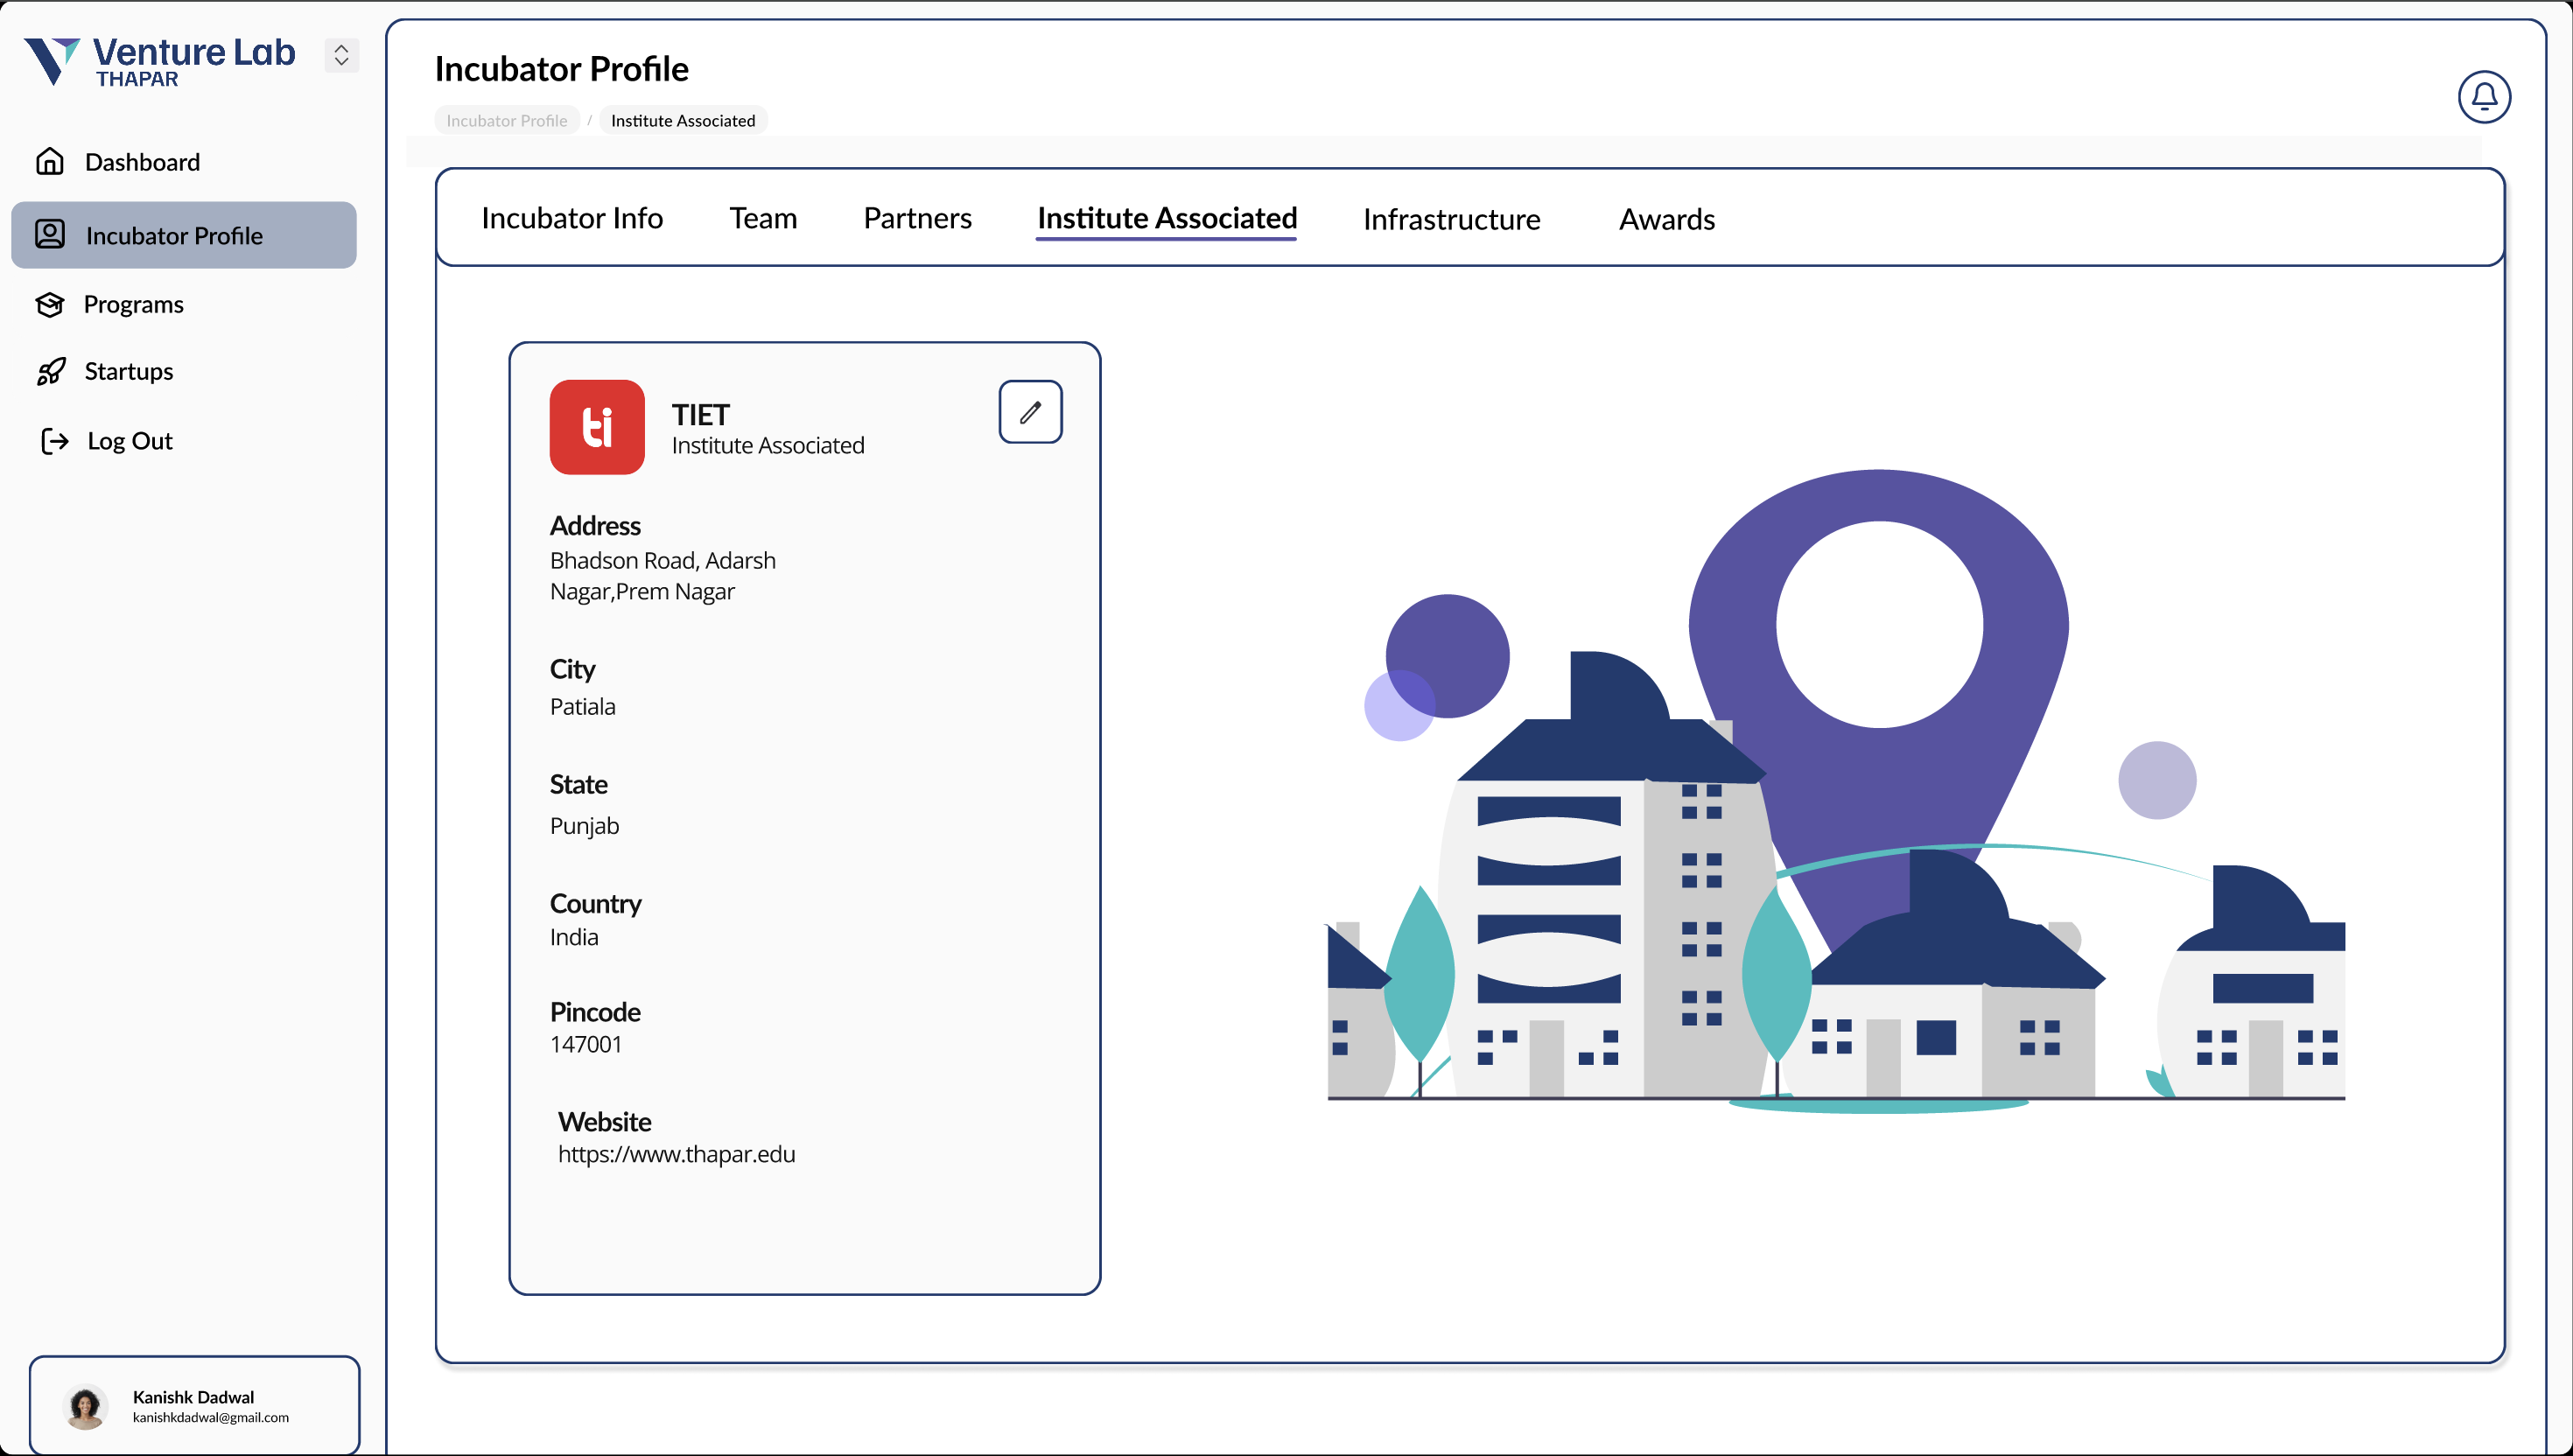 Venture Lab
THAPAR
Dashboard
Incubator Profile
Programs
Startups
Log Out
Kanishk Dadwal
kanishkdadwal@gmail.com
Incubator Profile
Incubator Profile / Institute Associated
Incubator Info Team Partners Institute Associated Infrastructure Awards
ti
TIET
Institute Associated
Address
Bhadson Road, Adarsh
Nagar,Prem Nagar
City
Patiala
State
Punjab
Country
India
Pincode
147001
Website
https://www.thapar.edu